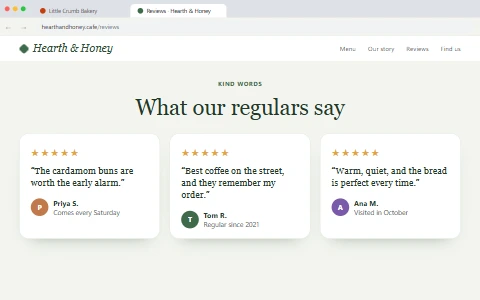 Little Crumb Bakery
Reviews · Hearth & Honey
hearthandhoney.cafe/reviews
Hearth & Honey
Menu
Our story
Reviews
Find us
KIND WORDS
What our regulars say
★★★★★
“The cardamom buns are
worth the early alarm.”
P
Priya S.
Comes every Saturday
★★★★★
“Best coffee on the street,
and they remember my
order.”
T
Tom R.
Regular since 2021
★★★★★
“Warm, quiet, and the bread
is perfect every time.”
A
Ana M.
Visited in October